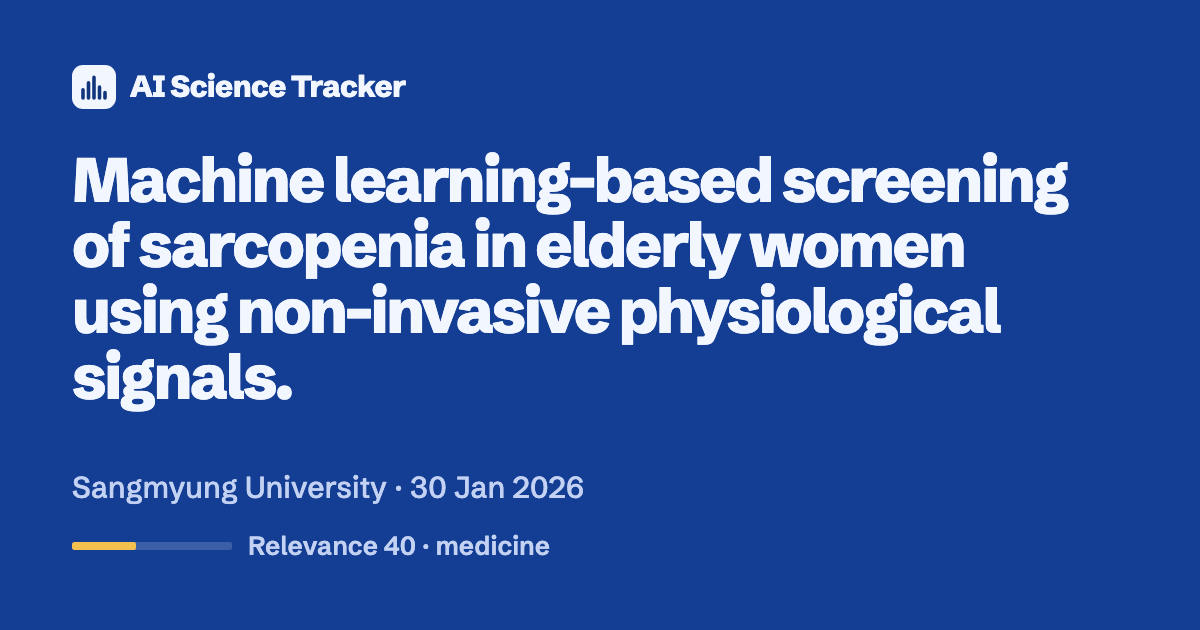 AI Science Tracker
Machine learning-based screening
of sarcopenia in elderly women
using non-invasive physiological
signals.
Sangmyung University · 30 Jan 2026
Relevance 40 · medicine